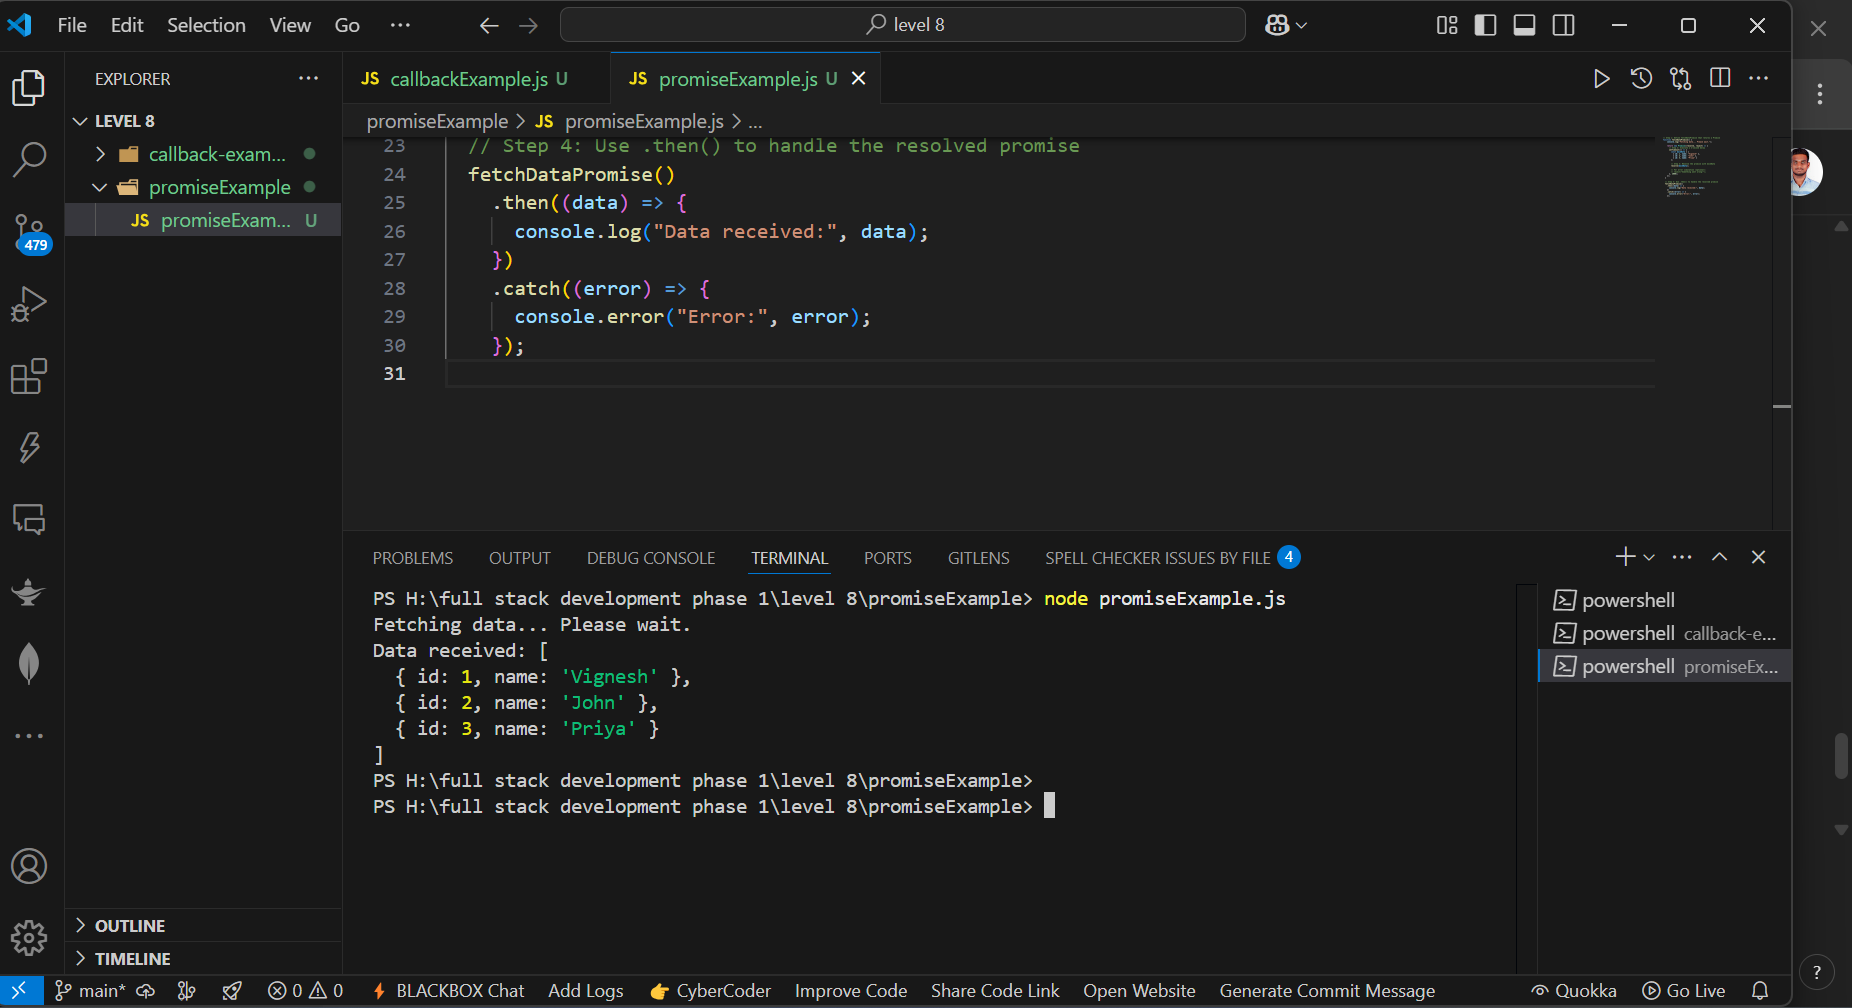 File Edit Selection View Go ... level 8
EXPLORER ...
LEVEL 8
callback-exam...
promiseExample
JS promiseExam... U
479
OUTLINE
TIMELINE
JS callbackExample.js U JS promiseExample.js U
promiseExample > JS promiseExample.js > ...
23 // Step 4: Use .then() to handle the resolved promise
24 fetchDataPromise()
25 .then((data) => {
26 console.log("Data received:", data);
27 })
28 .catch((error) => {
29 console.error("Error:", error);
30 });
31
PROBLEMS OUTPUT DEBUG CONSOLE TERMINAL PORTS GITLENS SPELL CHECKER ISSUES BY FILE 4
PS H:\full stack development phase 1\level 8\promiseExample> node promiseExample.js
Fetching data... Please wait.
Data received: [
{ id: 1, name: 'Vignesh' },
{ id: 2, name: 'John' },
{ id: 3, name: 'Priya' }
]
PS H:\full stack development phase 1\level 8\promiseExample>
PS H:\full stack development phase 1\level 8\promiseExample>
powershell
powershell callback-e...
powershell promiseEx...
main* 0 0 BLACKBOX Chat Add Logs CyberCoder Improve Code Share Code Link Open Website Generate Commit Message Quokka Go Live
?